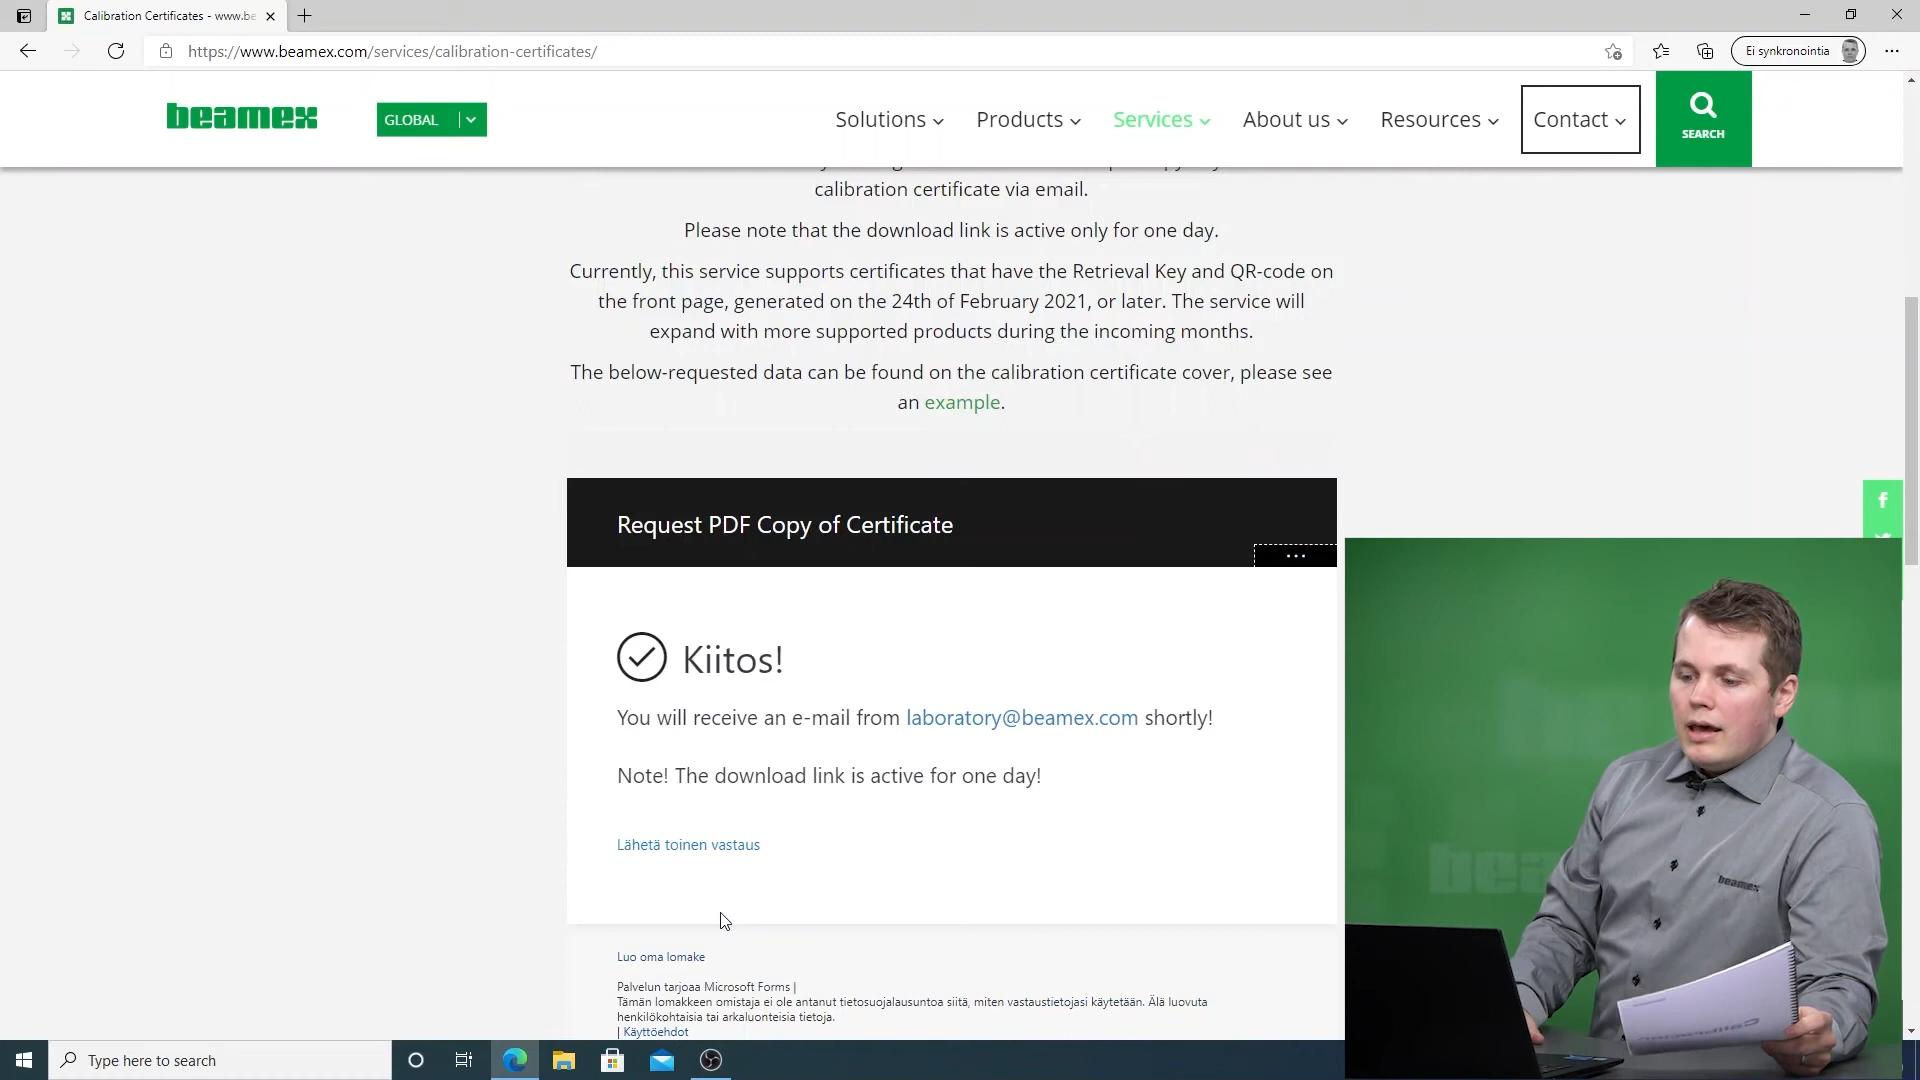 Calibration Certificates - www.be
https://www.beamex.com/services/calibration-certificates/
Ei synkronointia
beamex
GLOBAL
Solutions
Products
Services
About us
Resources
Contact
SEARCH
calibration certificate via email.
Please note that the download link is active only for one day.
Currently, this service supports certificates that have the Retrieval Key and QR-code on
the front page, generated on the 24th of February 2021, or later. The service will
expand with more supported products during the incoming months.
The below-requested data can be found on the calibration certificate cover, please see
an example.
Request PDF Copy of Certificate
...
Kiitos!
You will receive an e-mail from laboratory@beamex.com shortly!
Note! The download link is active for one day!
Lähetä toinen vastaus
Luo oma lomake
Palvelun tarjoaa Microsoft Forms |
Tämän lomakkeen omistaja ei ole antanut tietosuojalausuntoa siitä, miten vastaustietojasi käytetään. Älä luovuta
henkilökohtaisia tai arkaluonteisia tietoja.
| Käyttöehdot
beamex
bea
Type here to search